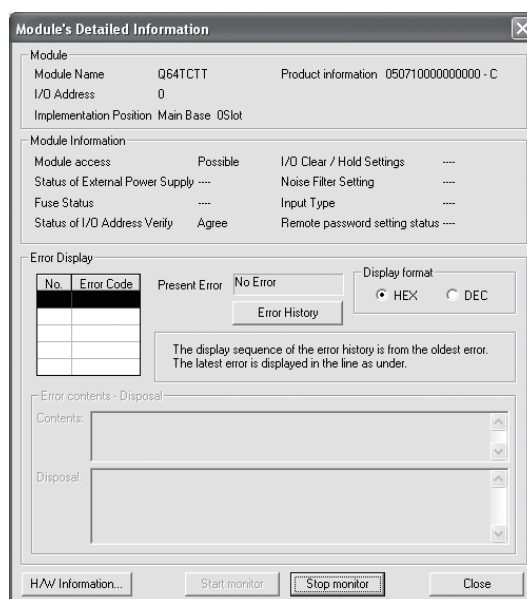 Module's Detailed Information
Module
Module Name Q64TCTT Product information 050710000000000 - C
I/O Address 0
Implementation Position Main Base 0Slot
Module Information
Module access Possible I/O Clear / Hold Settings ----
Status of External Power Supply ---- Noise Filter Setting ----
Fuse Status ---- Input Type ----
Status of I/O Address Verify Agree Remote password setting status ----
Error Display
No. Error Code Present Error No Error Display format
HEX DEC
Error History
The display sequence of the error history is from the oldest error.
The latest error is displayed in the line as under.
Error contents - Disposal
Contents:
Disposal:
H/W Information... Start monitor Stop monitor Close